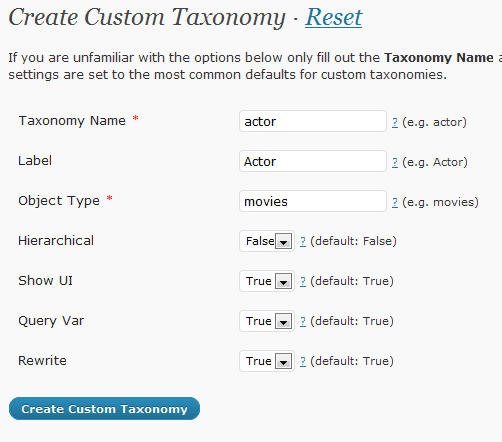 Create Custom Taxonomy · Reset
If you are unfamiliar with the options below only fill out the Taxonomy Name a
settings are set to the most common defaults for custom taxonomies.
Taxonomy Name * actor ? (e.g. actor)
Label Actor ? (e.g. Actor)
Object Type * movies ? (e.g. movies)
Hierarchical False ? (default: False)
Show UI True ? (default: True)
Query Var True ? (default: True)
Rewrite True ? (default: True)
Create Custom Taxonomy